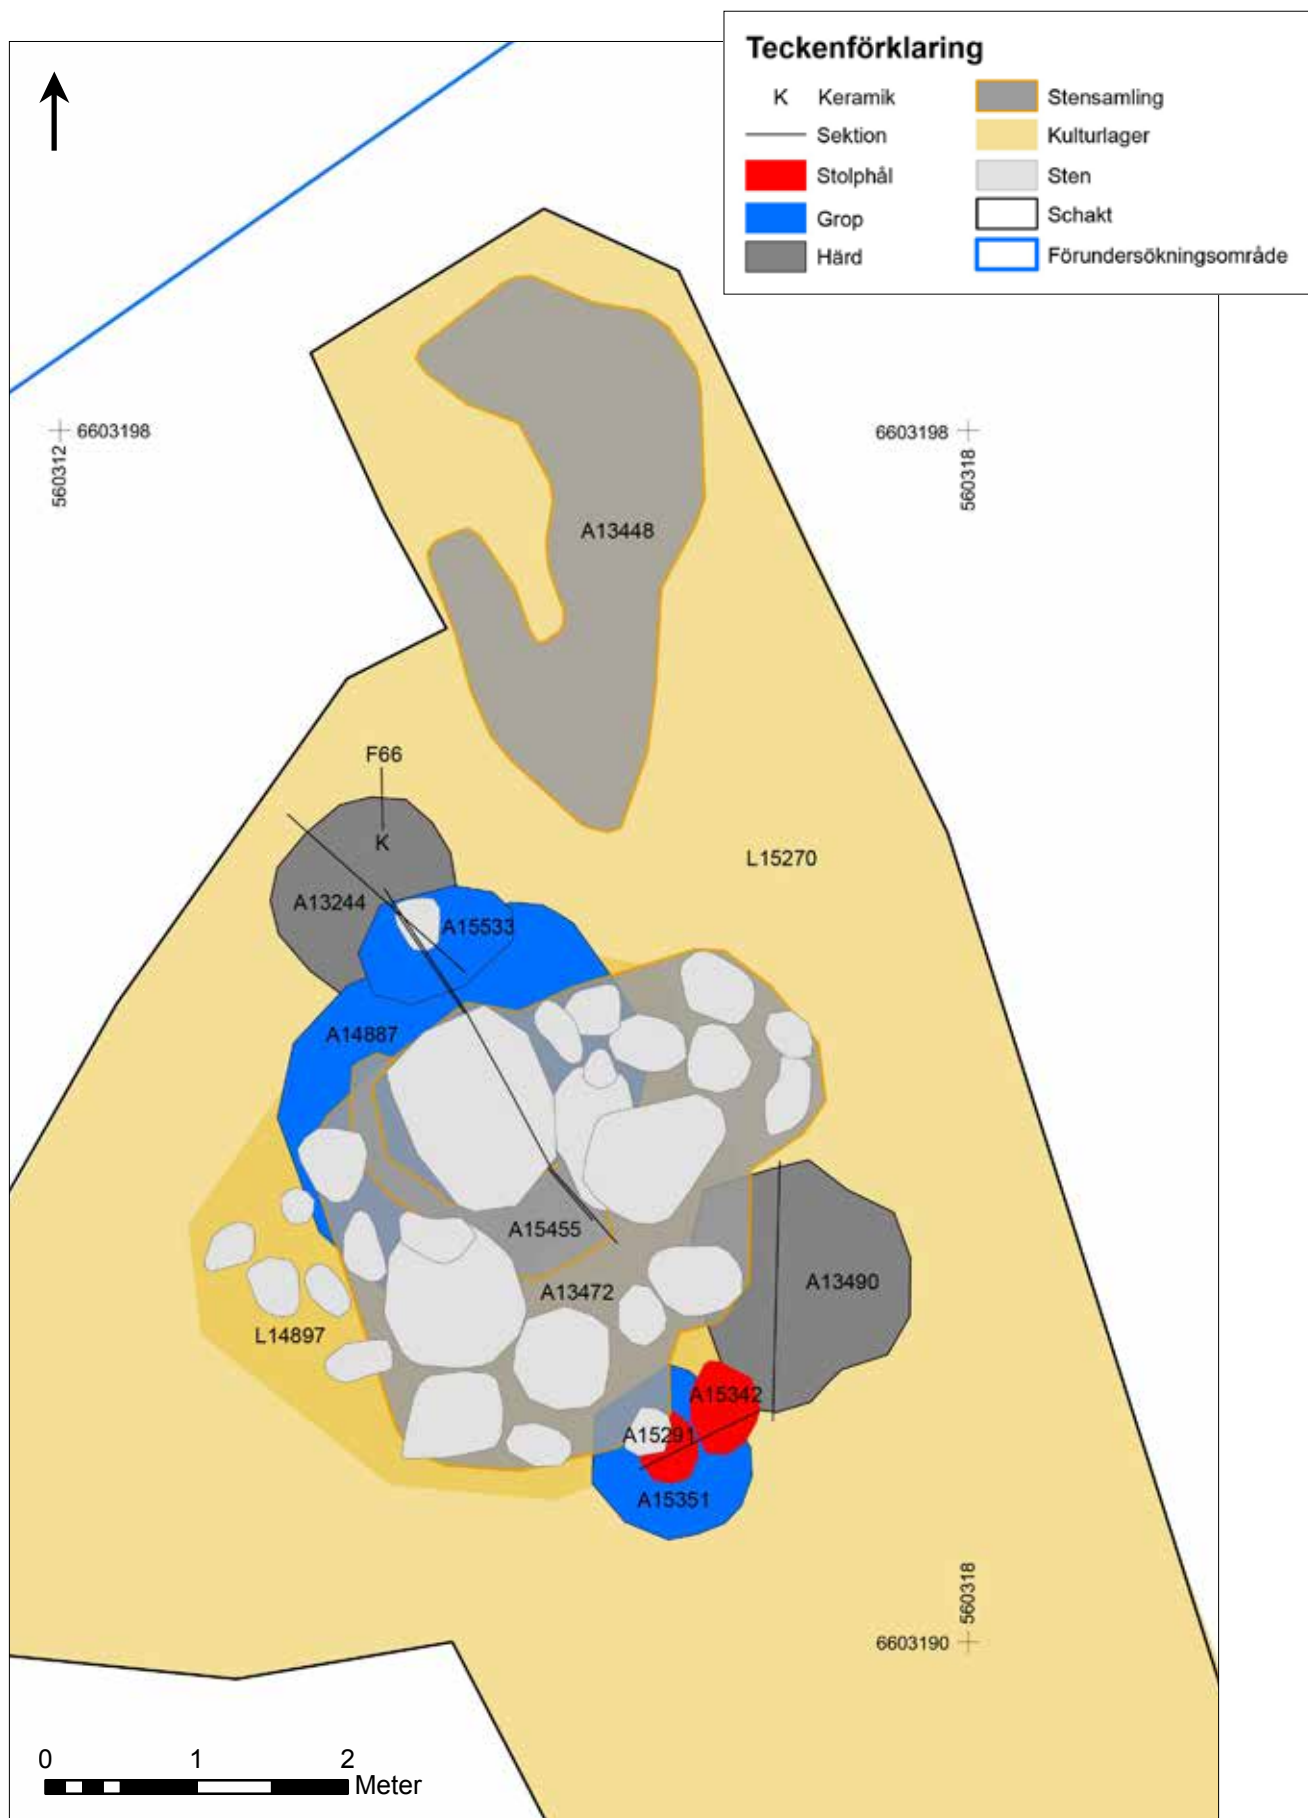 Teckenförklaring
K Keramik
Sektion
Stolphål
Grop
Härd
Stensamling
Kulturlager
Sten
Schakt
Förundersökningsområde
6603198
560312
6603198
560318
A13448
F66
K
L15270
A13244
A15533
A14887
A15455
A13472
A13490
L14897
A15342
A15291
A15351
560318
6603190
0 1 2
Meter